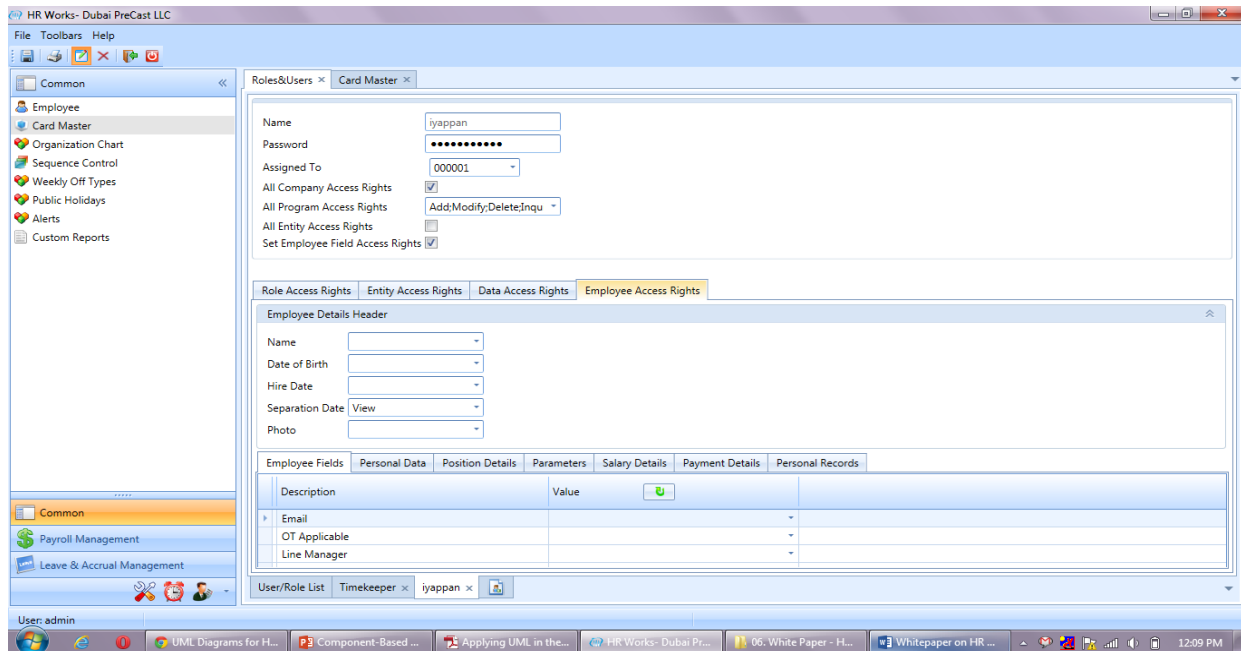 HR Works- Dubai PreCast LLC
File Toolbars Help
Common
Employee
Card Master
Organization Chart
Sequence Control
Weekly Off Types
Public Holidays
Alerts
Custom Reports
Common
Payroll Management
Leave & Accrual Management
Roles&Users Card Master
Name iyappan
Password •••••••••••
Assigned To 000001
All Company Access Rights
All Program Access Rights Add;Modify;Delete;Inqu
All Entity Access Rights
Set Employee Field Access Rights
Role Access Rights Entity Access Rights Data Access Rights Employee Access Rights
Employee Details Header
Name
Date of Birth
Hire Date
Separation Date View
Photo
Employee Fields Personal Data Position Details Parameters Salary Details Payment Details Personal Records
Description Value
Email
OT Applicable
Line Manager
User/Role List Timekeeper iyappan
User: admin
UML Diagrams for H... Component-Based ... Applying UML in the... HR Works- Dubai Pr... 06. White Paper - H... Whitepaper on HR ... 12:09 PM